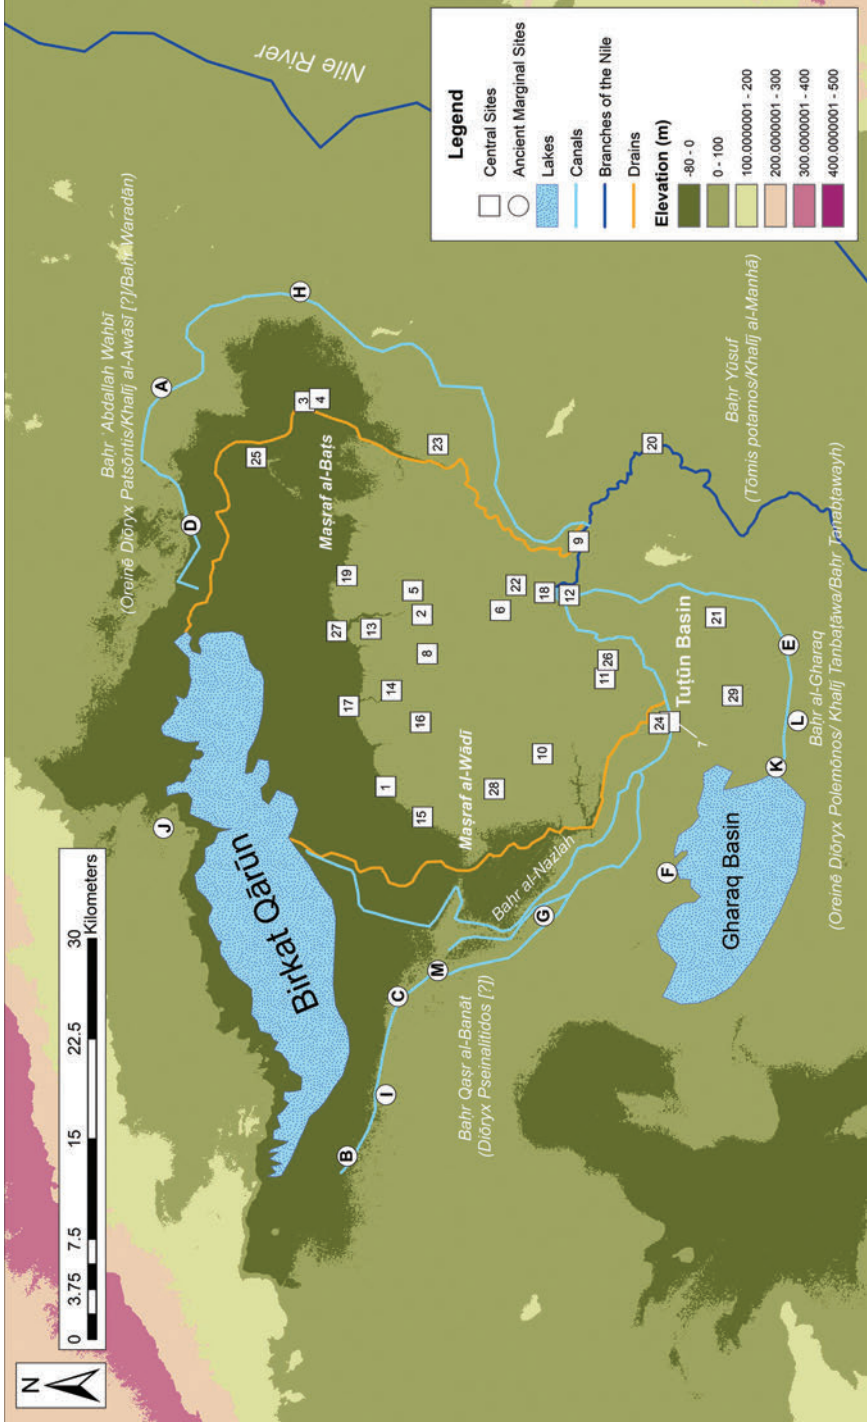 N
0 3.75 7.5 15 22.5 30
Kilometers
Nile River
Baḥr ʿAbdallah Wahbī
(Oreinē Diōryx Patsōntis/Khalīj al-Awāsī [?]/Baḥr Waradān)
A
H
D
J
Birkat Qārūn
3
4
25
Maṣraf al-Baṭs
23
19
27
13
5
2
17
14
8
16
1
15
Maṣraf al-Wādī
28
10
6
22
18
12
9
20
11
26
24
7
Tuṭūn Basin
21
29
B
I
C
M
G
Baḥr al-Nazlah
Baḥr Qaṣr al-Banāt
(Diōryx Pseinalitidos [?])
F
Gharaq Basin
K
L
E
Baḥr al-Gharaq
(Oreinē Diōryx Polemōnos/ Khalīj Tanbaṭāwa/Baḥr Tanabṭawayh)
Baḥr Yūsuf
(Tōmis potamos/Khalīj al-Manhā)
Legend
Central Sites
Ancient Marginal Sites
Lakes
Canals
Branches of the Nile
Drains
Elevation (m)
-80 - 0
0 - 100
100.0000001 - 200
200.0000001 - 300
300.0000001 - 400
400.0000001 - 500